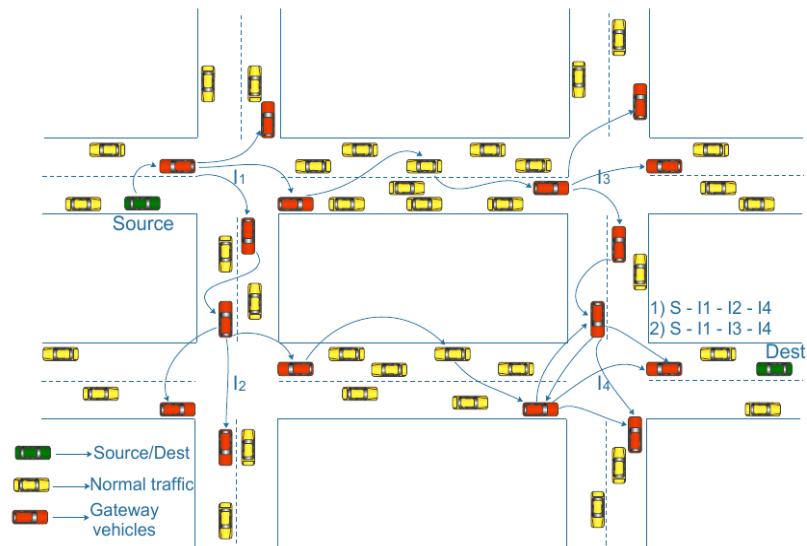 I1
I3
Source
1) S - I1 - I2 - I4
2) S - I1 - I3 - I4
Dest
I2
I4
Source/Dest
Normal traffic
Gateway
vehicles